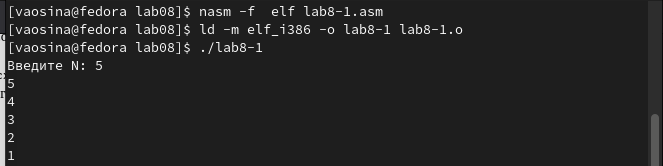 [vaosina@fedora lab08]$ nasm -f  elf lab8-1.asm
[vaosina@fedora lab08]$ ld -m elf_i386 -o lab8-1 lab8-1.o
[vaosina@fedora lab08]$ ./lab8-1
Введите N: 5
5
4
3
2
1